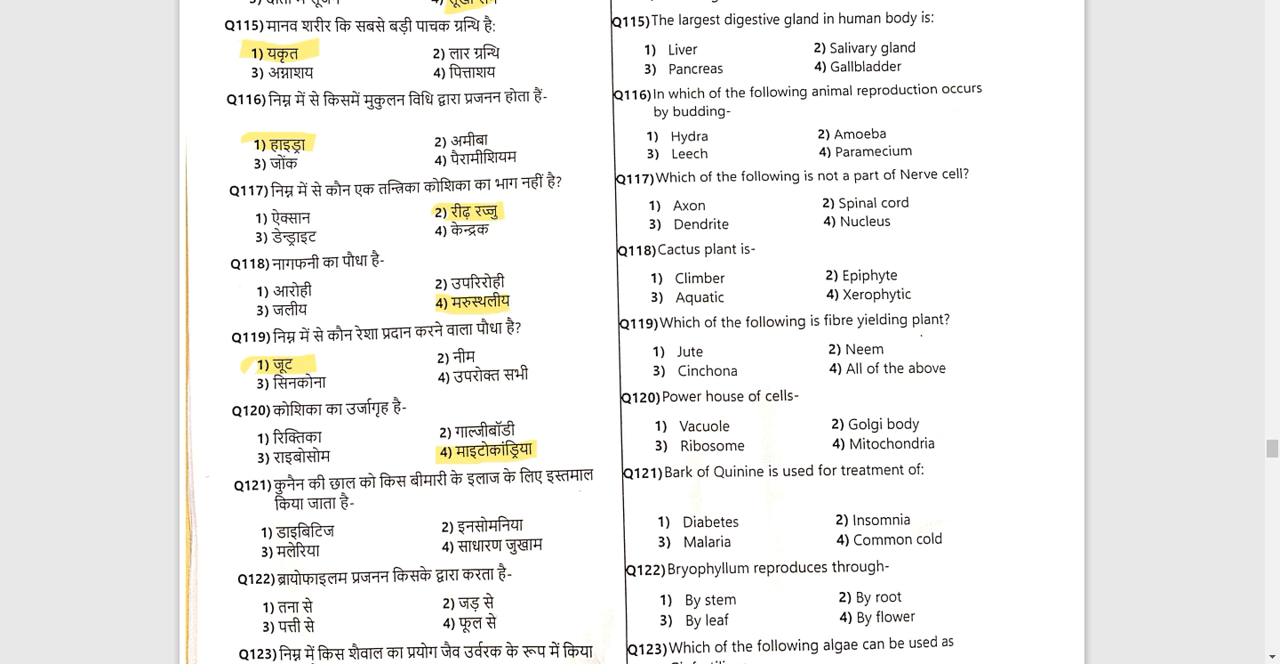 Q115) मानव शरीर कि सबसे बड़ी पाचक ग्रन्थि है:
1) यकृत 2) लार ग्रन्थि
3) अग्नाशय 4) पित्ताशय
Q116) निम्न में से किसमें मुकुलन विधि द्वारा प्रजनन होता हैं-
1) हाइड्रा 2) अमीबा
3) जोंक 4) पैरामीशियम
Q117) निम्न में से कौन एक तन्त्रिका कोशिका का भाग नहीं है?
1) ऐक्सान 2) रीढ़ रज्जु
3) डेन्ड्राइट 4) केन्द्रक
Q118) नागफनी का पौधा है-
1) आरोही 2) उपरिरोही
3) जलीय 4) मरुस्थलीय
Q119) निम्न में से कौन रेशा प्रदान करने वाला पौधा है?
1) जूट 2) नीम
3) सिनकोना 4) उपरोक्त सभी
Q120) कोशिका का उर्जागृह है-
1) रिक्तिका 2) गाल्जीबॉडी
3) राइबोसोम 4) माइटोकांड्रिया
Q121) कुनैन की छाल को किस बीमारी के इलाज के लिए इस्तमाल
किया जाता है-
1) डाइबिटिज 2) इनसोमनिया
3) मलेरिया 4) साधारण जुखाम
Q122) ब्रायोफाइलम प्रजनन किसके द्वारा करता है-
1) तना से 2) जड़ से
3) पत्ती से 4) फूल से
Q123) निम्न में किस शैवाल का प्रयोग जैव उर्वरक के रूप में किया
Q115) The largest digestive gland in human body is:
1) Liver 2) Salivary gland
3) Pancreas 4) Gallbladder
Q116) In which of the following animal reproduction occurs
by budding-
1) Hydra 2) Amoeba
3) Leech 4) Paramecium
Q117) Which of the following is not a part of Nerve cell?
1) Axon 2) Spinal cord
3) Dendrite 4) Nucleus
Q118) Cactus plant is-
1) Climber 2) Epiphyte
3) Aquatic 4) Xerophytic
Q119) Which of the following is fibre yielding plant?
1) Jute 2) Neem
3) Cinchona 4) All of the above
Q120) Power house of cells-
1) Vacuole 2) Golgi body
3) Ribosome 4) Mitochondria
Q121) Bark of Quinine is used for treatment of:
1) Diabetes 2) Insomnia
3) Malaria 4) Common cold
Q122) Bryophyllum reproduces through-
1) By stem 2) By root
3) By leaf 4) By flower
Q123) Which of the following algae can be used as